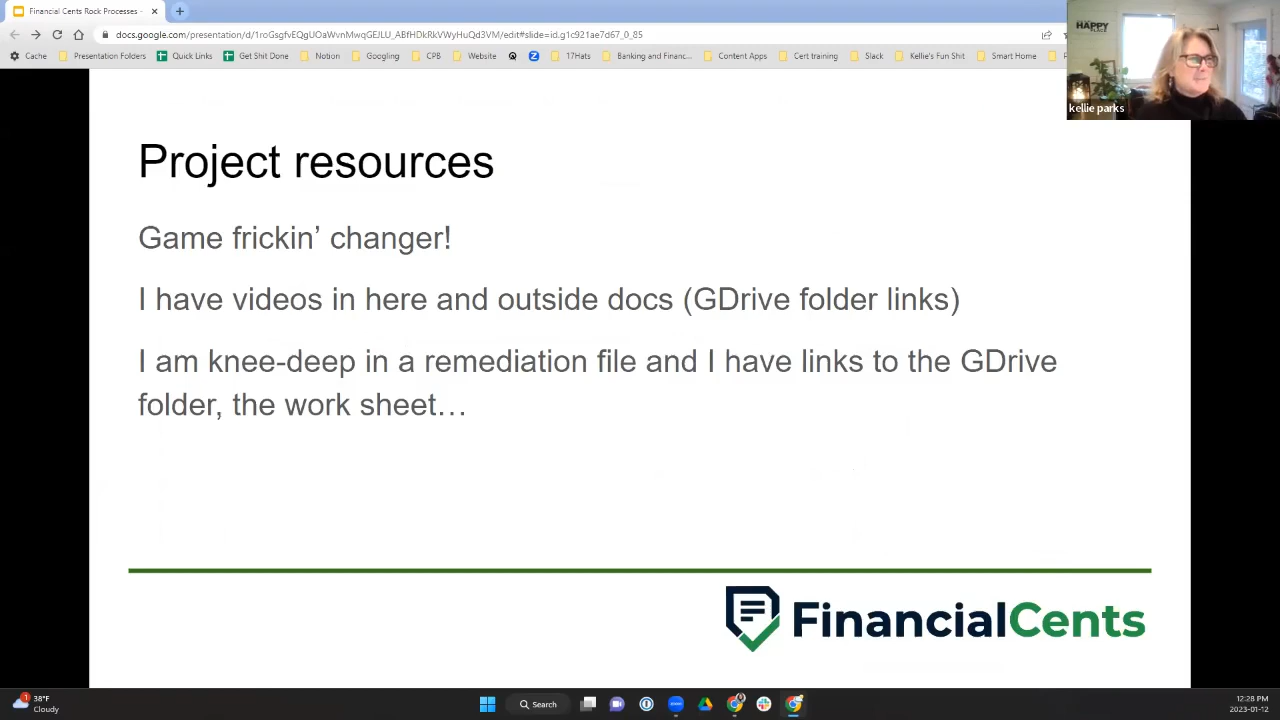 Financial Cents Rock Processes -
docs.google.com/presentation/d/1roGsgfvEQgUOaWvnMwqGEIUJ_ABfHDkRkVWyHuQd3VM/edit#slide=id.g1c921ae7d67_0_85
Cache Presentation Folders Quick Links Get Shit Done Notion Googling CPB Website 17Hats Banking and Financ... Content Apps Cert training Slack Kellie's Fun Shit Smart Home
HAPPY
kellie parks
Project resources
Game frickin’ changer!
I have videos in here and outside docs (GDrive folder links)
I am knee-deep in a remediation file and I have links to the GDrive
folder, the work sheet…
FinancialCents
1
38°F
Cloudy
Search
12:28 PM
2023-01-12